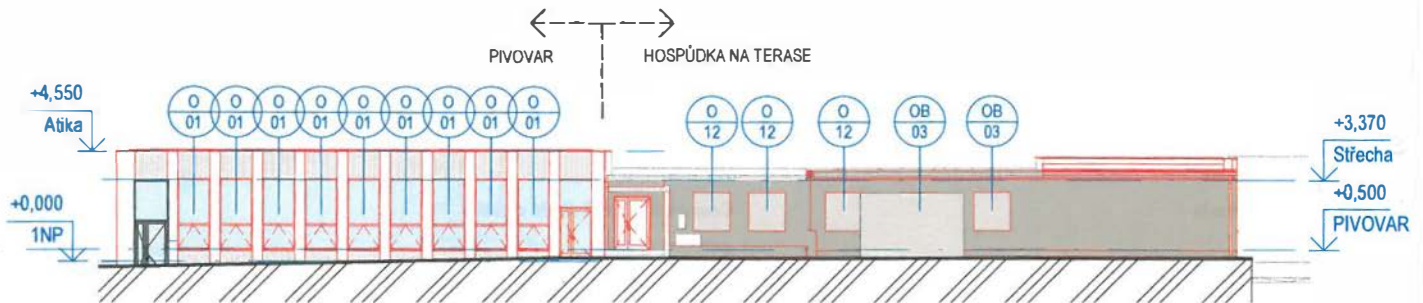 PIVOVAR HOSPŮDKA NA TERASE
+4,550
Atika
O O O O O O O O O O O O OB OB
01 01 01 01 01 01 01 01 01 12 12 12 03 03
+3,370
Střecha
+0,000
1NP
+0,500
PIVOVAR